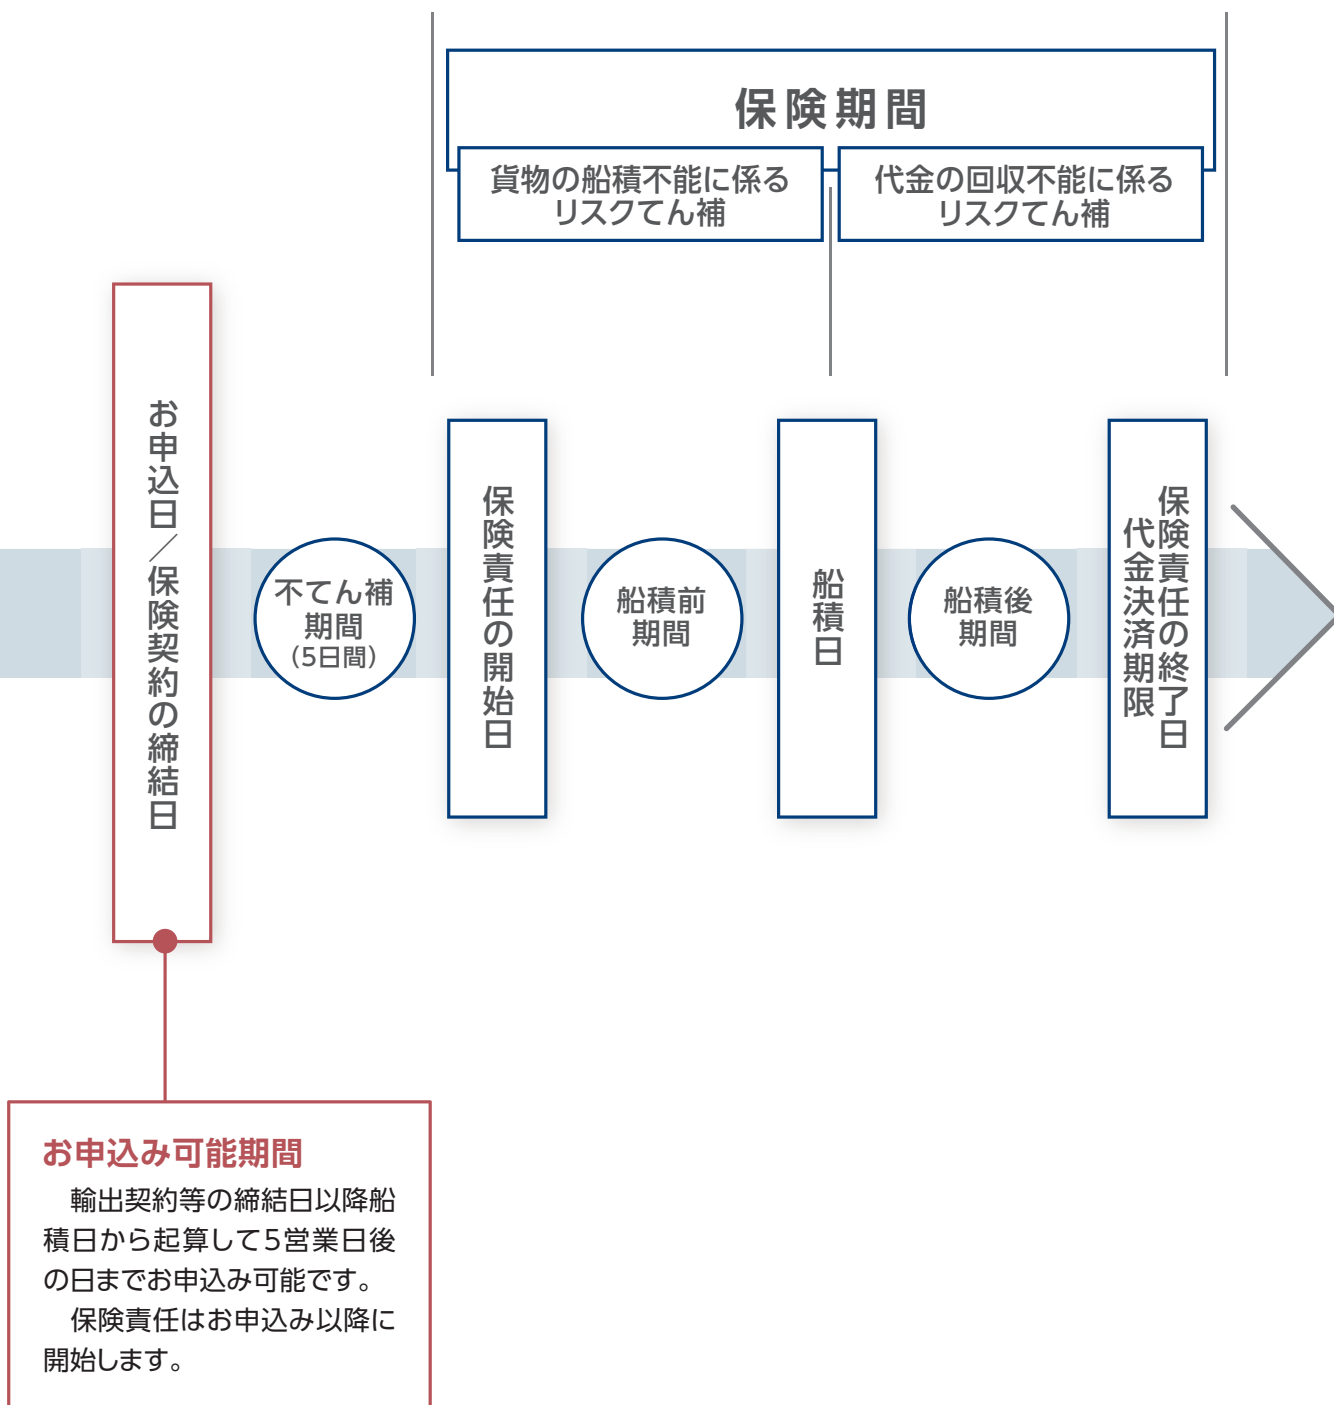 保険期間
貨物の船積不能に係る
リスクてん補
代金の回収不能に係る
リスクてん補
お申込日／保険契約の締結日
不てん補
期間
（5日間）
保険責任の開始日
船積前
期間
船積日
船積後
期間
保険責任の終了日
代金決済期限
お申込み可能期間
輸出契約等の締結日以降船
積日から起算して5営業日後
の日までお申込み可能です。
保険責任はお申込み以降に
開始します。